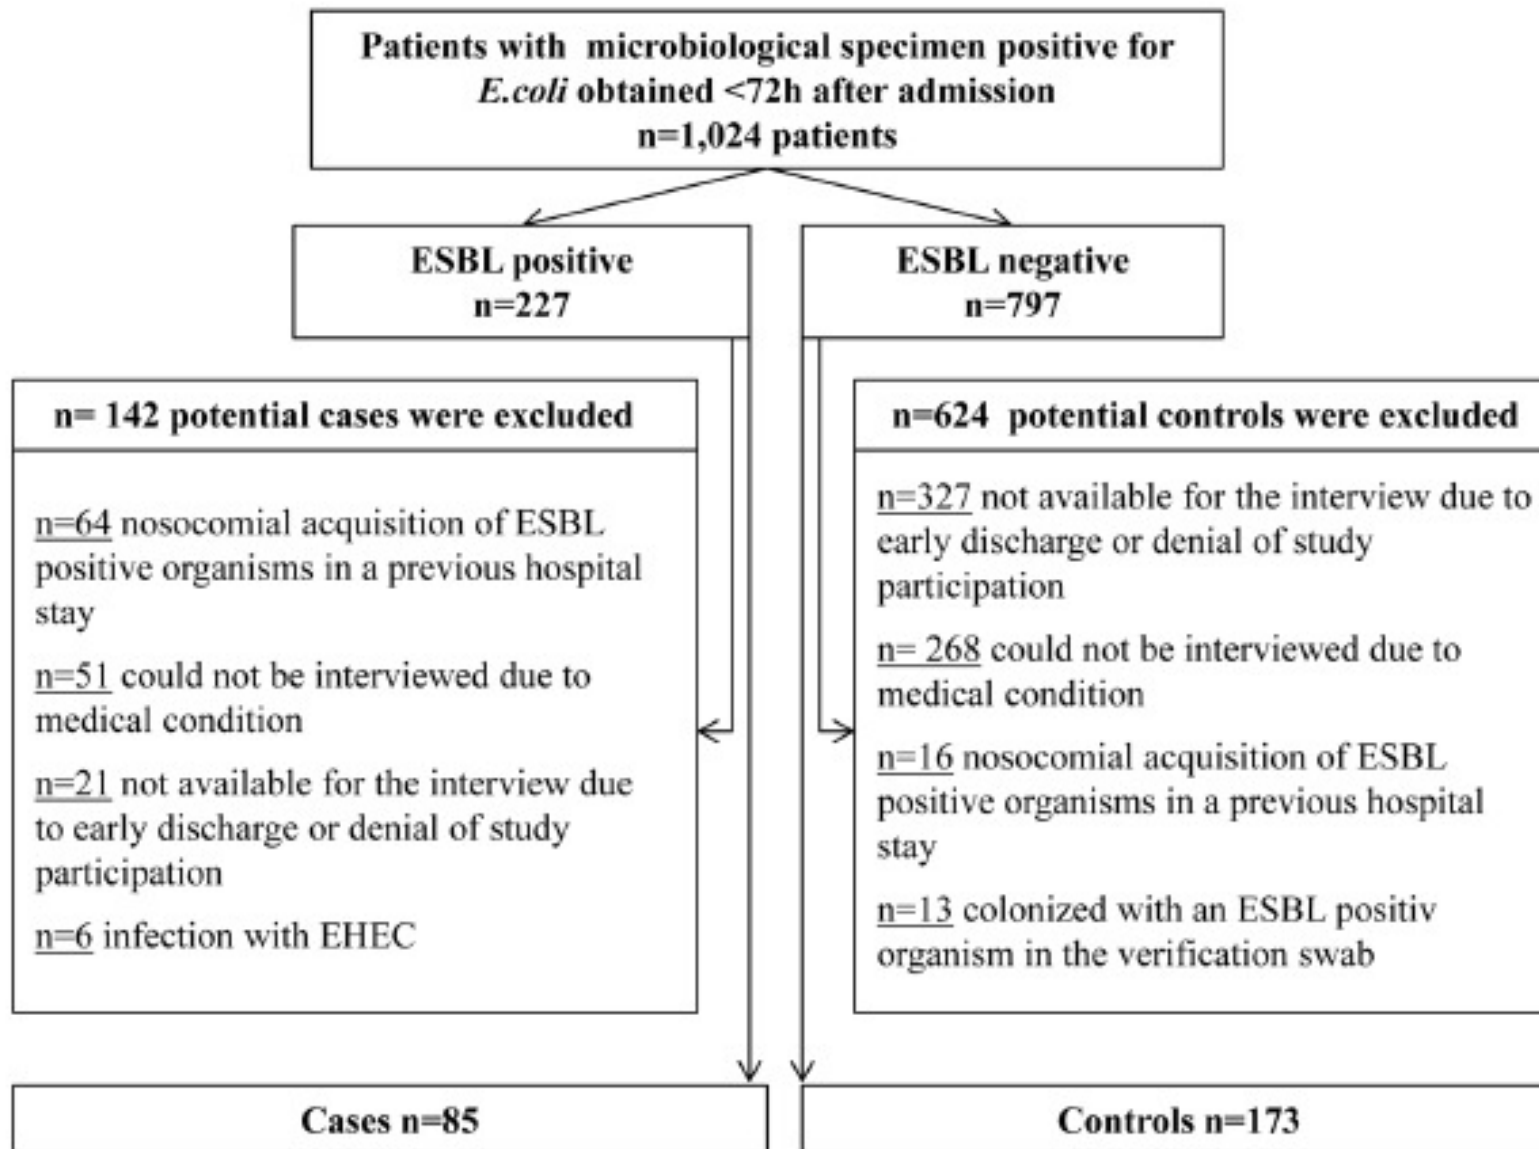 Patients with microbiological specimen positive for
E.coli obtained <72h after admission
n=1,024 patients
ESBL positive
n=227
ESBL negative
n=797
n= 142 potential cases were excluded
n=64 nosocomial acquisition of ESBL
positive organisms in a previous hospital
stay
n=51 could not be interviewed due to
medical condition
n=21 not available for the interview due
to early discharge or denial of study
participation
n=6 infection with EHEC
n=624 potential controls were excluded
n=327 not available for the interview due to
early discharge or denial of study
participation
n= 268 could not be interviewed due to
medical condition
n=16 nosocomial acquisition of ESBL
positive organisms in a previous hospital
stay
n=13 colonized with an ESBL positiv
organism in the verification swab
Cases n=85
Controls n=173